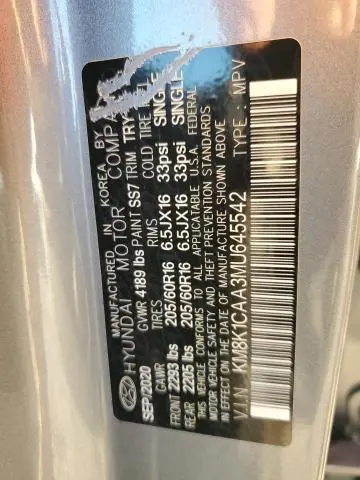 MANUFACTURED IN KOREA BY
HYUNDAI MOTOR COMPA
SEP/2020 GVWR 4189 lbs PAINT SS7 TRIM TRY
GAWR TIRES RIMS COLD TIRE
FRONT 2293 lbs 205/60R16 6.5JX16 33psi SINGLE
REAR 2205 lbs 205/60R16 6.5JX16 33psi SINGLE
THIS VEHICLE CONFORMS TO ALL APPLICATABLE U.S.A. FEDERAL
MOTOR VEHICLE SAFETY AND THEFT PREVENTION STANDARDS
IN EFFECT ON THE DATE OF MANUFACTURE SHOWN ABOVE
V.I.N : KM8K1CAA3MU645542 TYPE : MPV